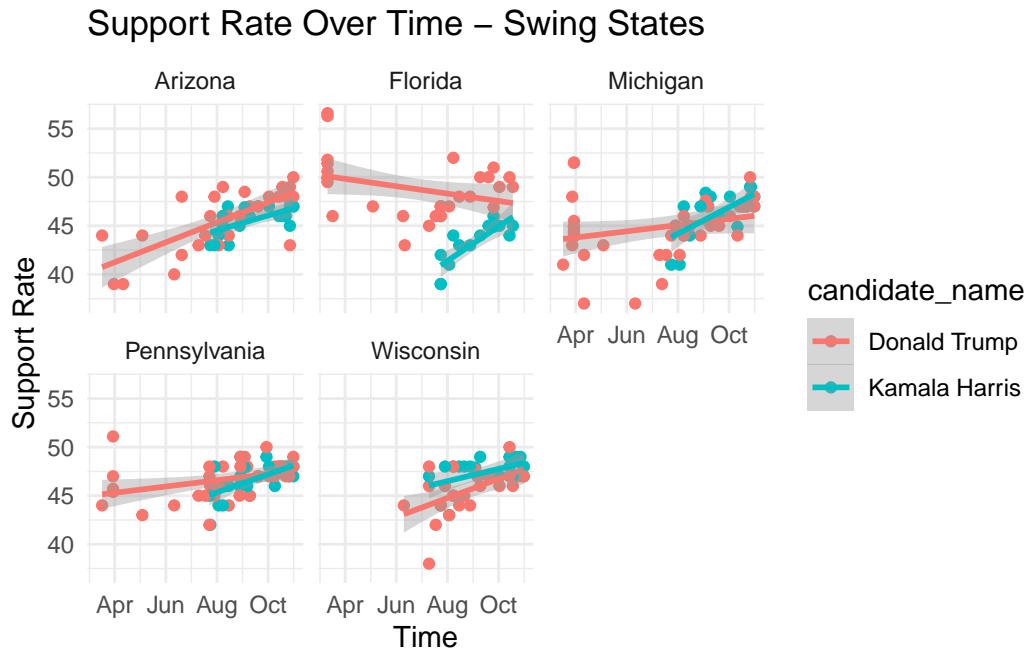 Support Rate Over Time – Swing States
Arizona
Florida
Michigan
55
50
45
40
Apr Jun Aug Oct
Pennsylvania
Wisconsin
55
50
45
40
Apr Jun Aug Oct
Apr Jun Aug Oct
Time
Support Rate
candidate_name
Donald Trump
Kamala Harris